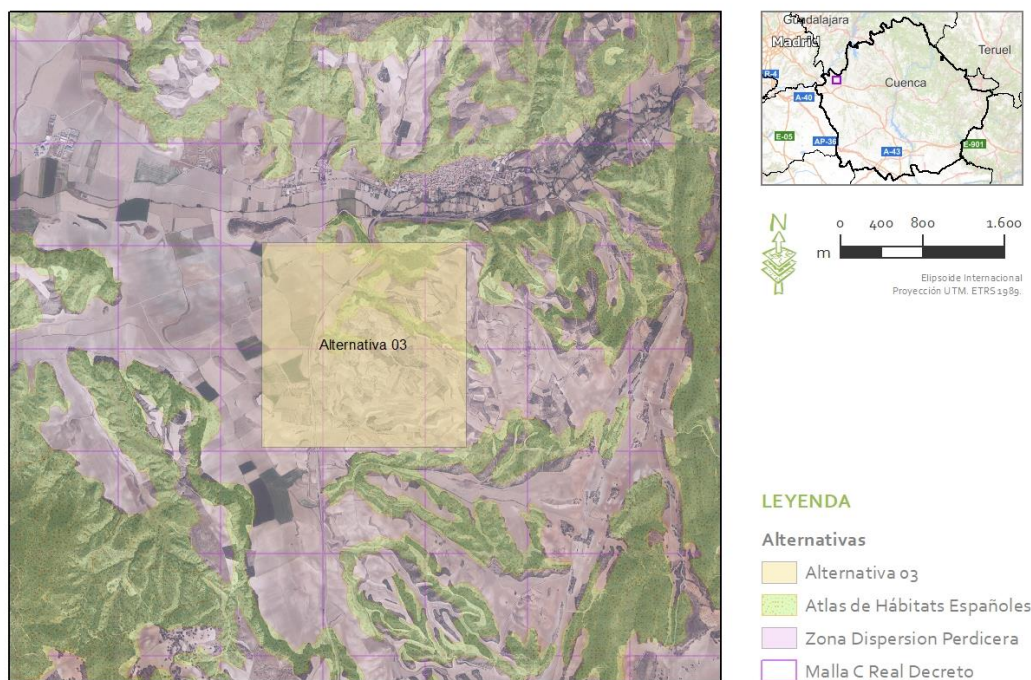 Alternativa 03
Guadalajara
Madrid
Teruel
R-4
Cuenca
A-40
E-05
AP-36
A-43
E-901
N
0 400 800 1.600
m
Elipsoide Internacional
Proyección UTM. ETRS 1989.
LEYENDA
Alternativas
Alternativa 03
Atlas de Hábitats Españoles
Zona Dispersion Perdicera
Malla C Real Decreto